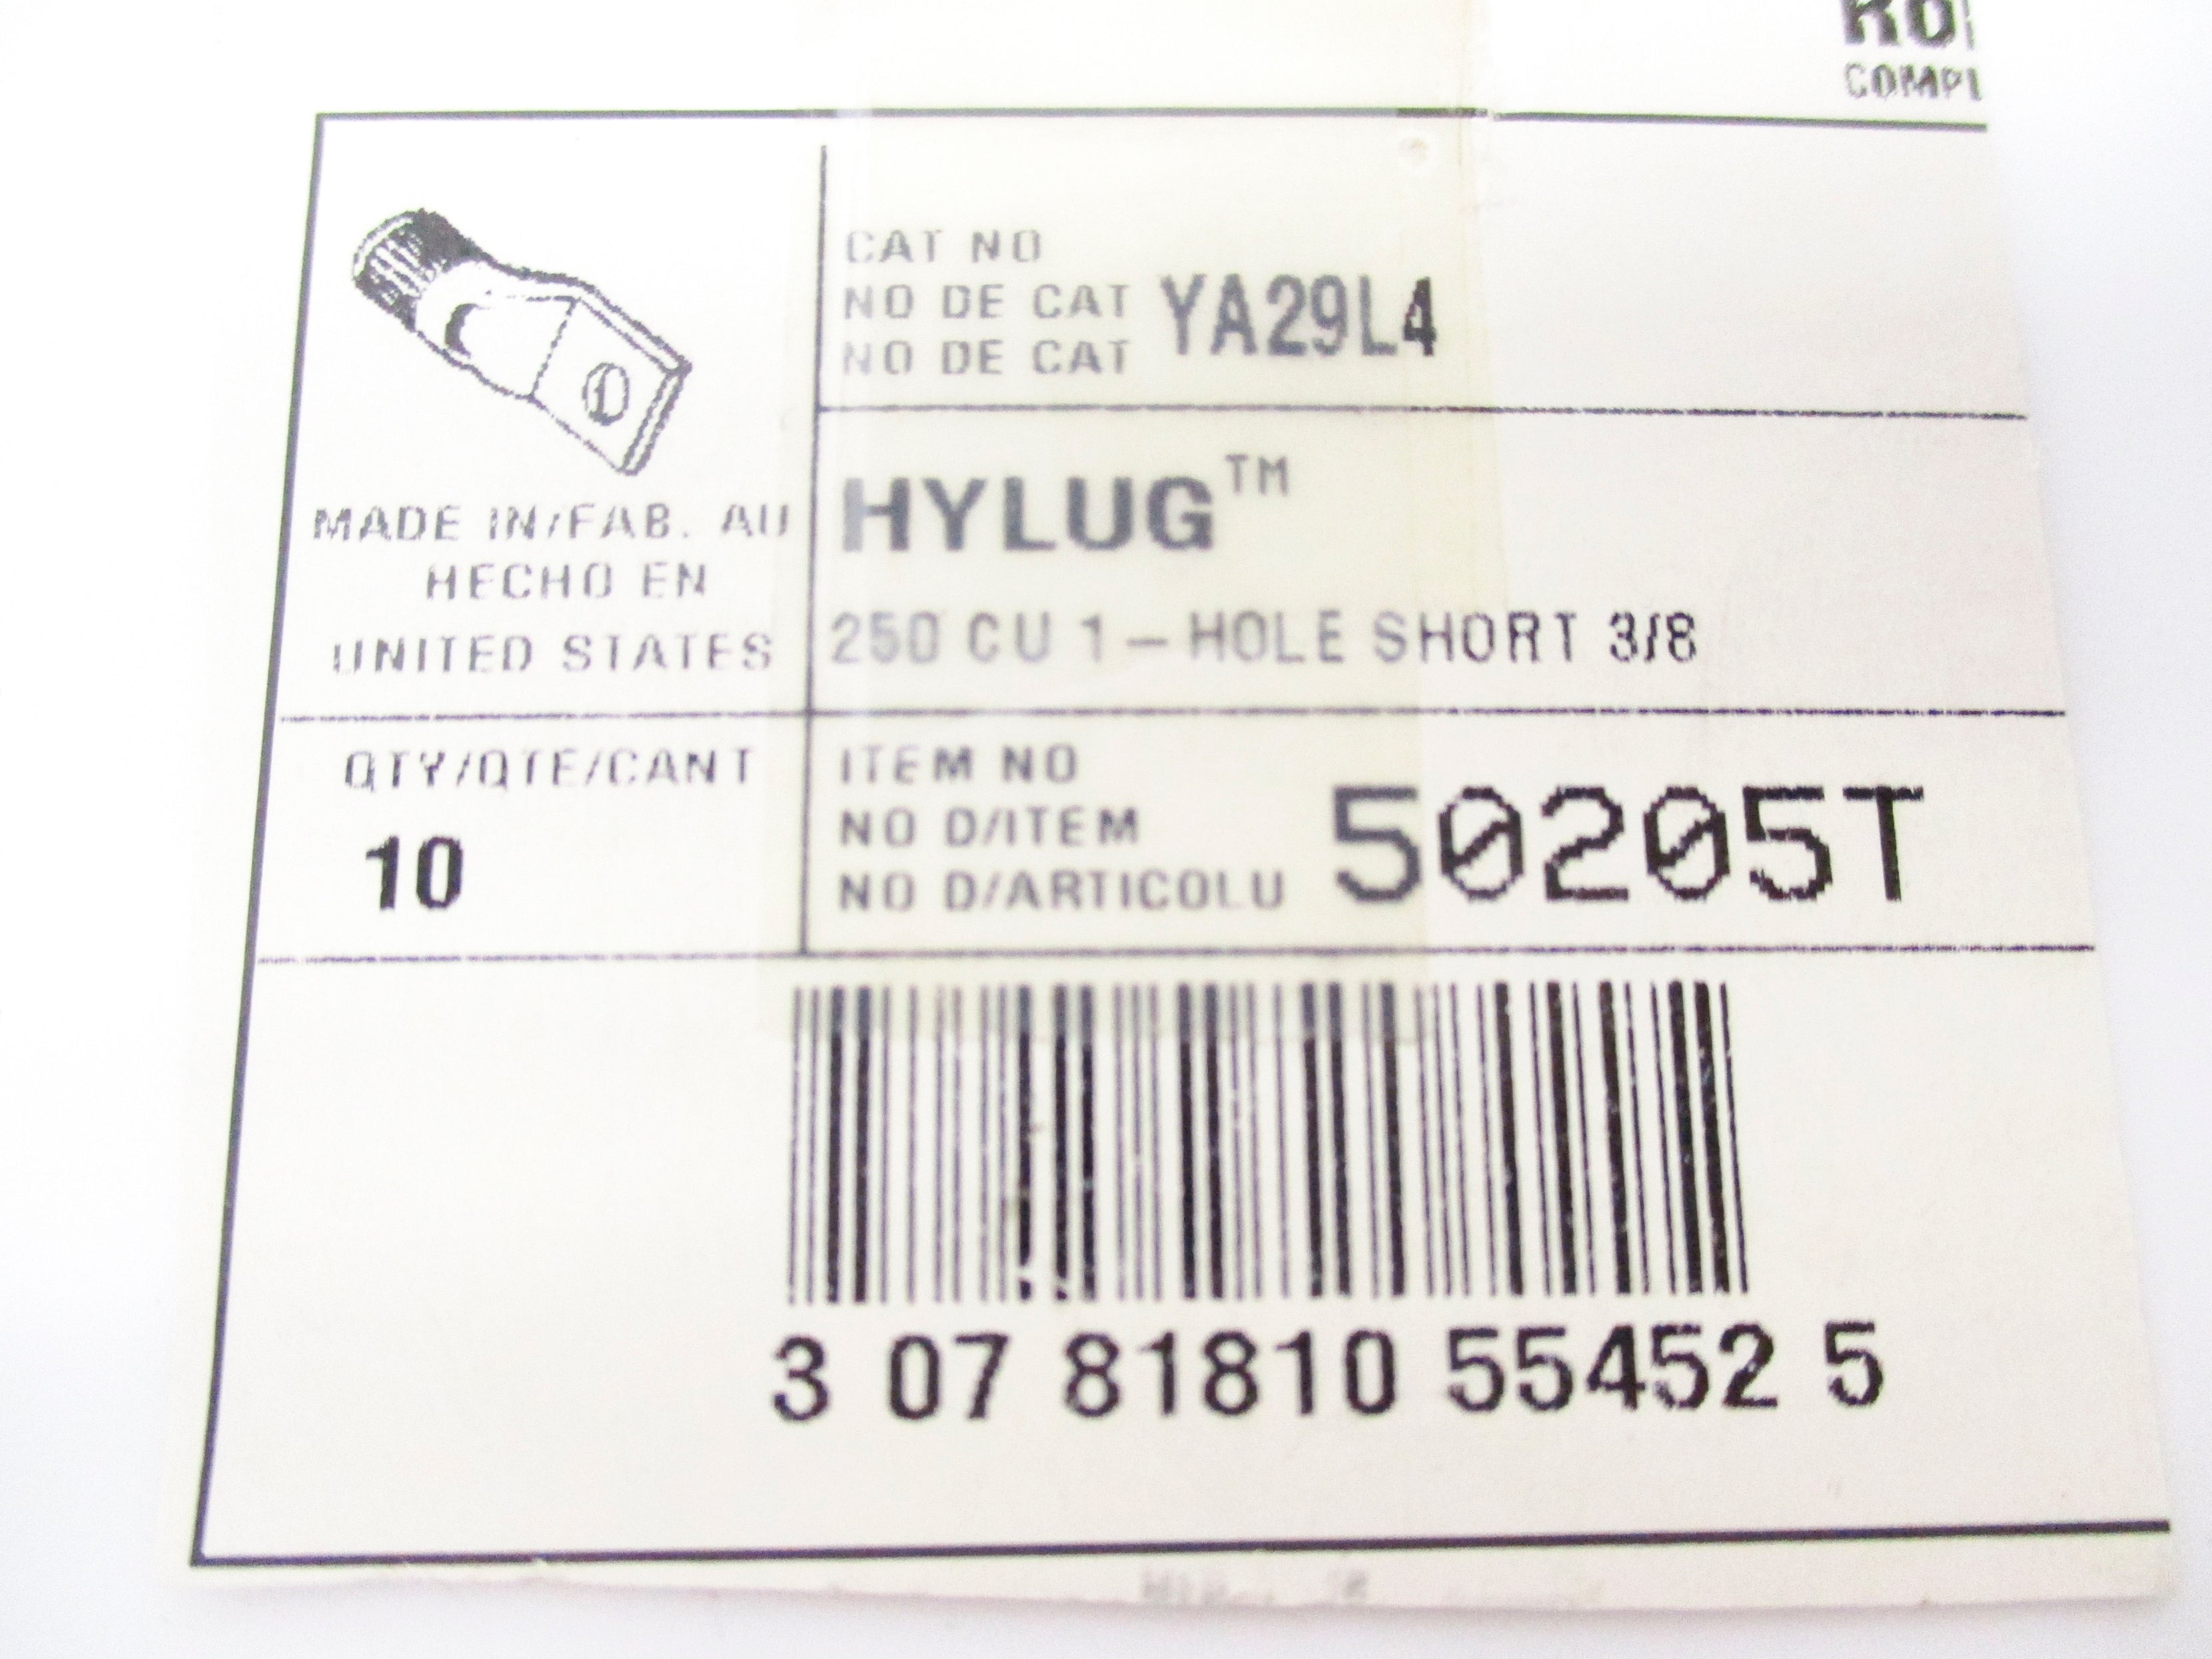 CAT NO
NO DE CAT YA29L4
NO DE CAT
HYLUG™
250 CU 1-HOLE SHORT 3/8
MADE IN/FAB. AU
HECHO EN
UNITED STATES
QTY/QTE/CANT
10
ITEM NO
NO D/ITEM
NO D/ARTICOLU
50205T
3 07 81810 55452 5